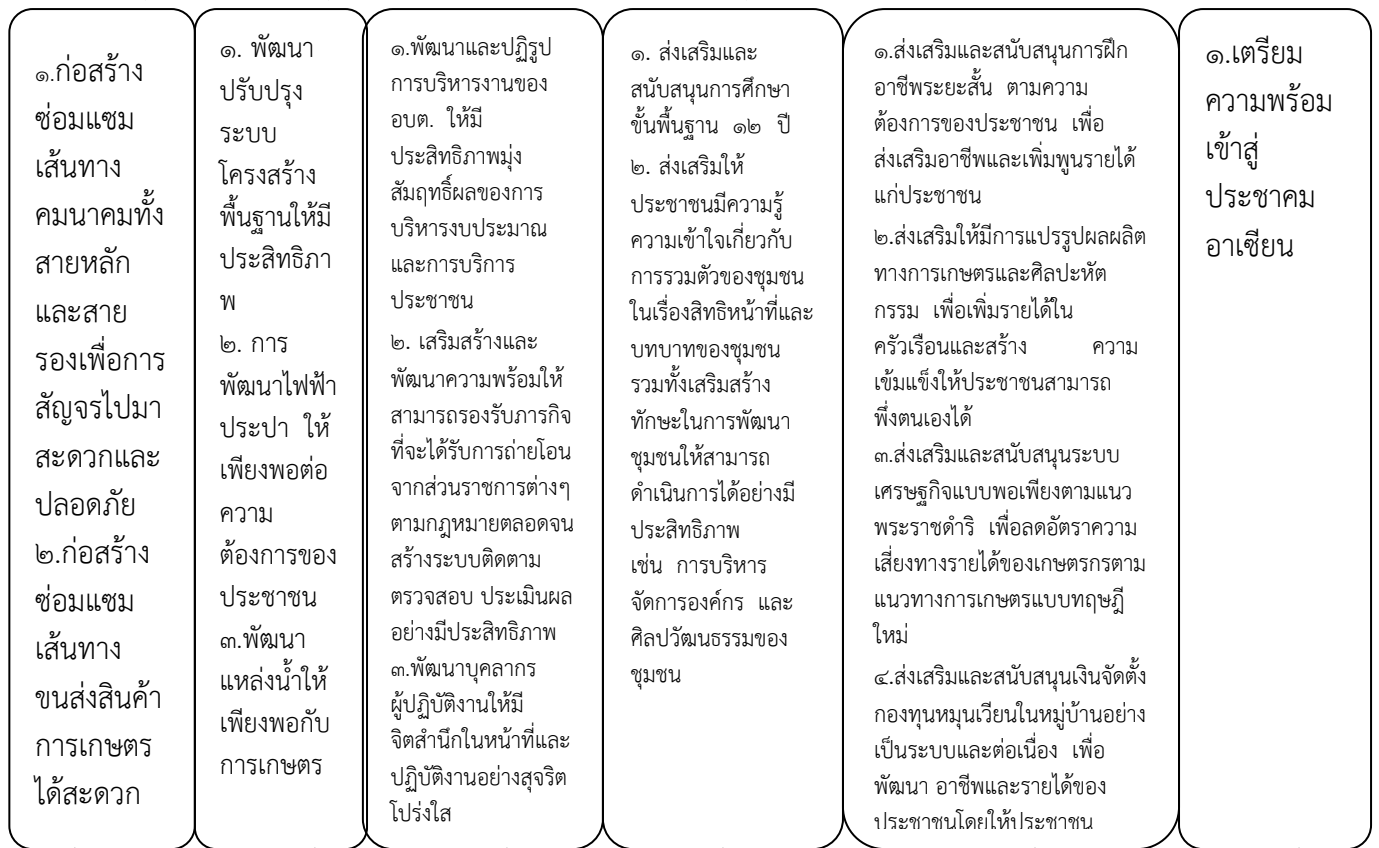 ๑.ก่อสร้าง
ซ่อมแซม
เส้นทาง
คมนาคมทั้ง
สายหลัก
และสาย
รองเพื่อการ
สัญจรไปมา
สะดวกและ
ปลอดภัย
๒.ก่อสร้าง
ซ่อมแซม
เส้นทาง
ขนส่งสินค้า
การเกษตร
ได้สะดวก
๑. พัฒนา
ปรับปรุง
ระบบ
โครงสร้าง
พื้นฐานให้มี
ประสิทธิภา
พ
๒. การ
พัฒนาไฟฟ้า
ประปา ให้
เพียงพอต่อ
ความ
ต้องการของ
ประชาชน
๓.พัฒนา
แหล่งน้ำให้
เพียงพอกับ
การเกษตร
๑.พัฒนาและปฏิรูป
การบริหารงานของ
อบต. ให้มี
ประสิทธิภาพมุ่ง
สัมฤทธิ์ผลของการ
บริหารงบประมาณ
และการบริการ
ประชาชน
๒. เสริมสร้างและ
พัฒนาความพร้อมให้
สามารถรองรับภารกิจ
ที่จะได้รับการถ่ายโอน
จากส่วนราชการต่างๆ
ตามกฎหมายตลอดจน
สร้างระบบติดตาม
ตรวจสอบ ประเมินผล
อย่างมีประสิทธิภาพ
๓.พัฒนาบุคลากร
ผู้ปฏิบัติงานให้มี
จิตสำนึกในหน้าที่และ
ปฏิบัติงานอย่างสุจริต
โปร่งใส
๑. ส่งเสริมและ
สนับสนุนการศึกษา
ขั้นพื้นฐาน ๑๒ ปี
๒. ส่งเสริมให้
ประชาชนมีความรู้
ความเข้าใจเกี่ยวกับ
การรวมตัวของชุมชน
ในเรื่องสิทธิหน้าที่และ
บทบาทของชุมชน
รวมทั้งเสริมสร้าง
ทักษะในการพัฒนา
ชุมชนให้สามารถ
ดำเนินการได้อย่างมี
ประสิทธิภาพ
เช่น การบริหาร
จัดการองค์กร และ
ศิลปวัฒนธรรมของ
ชุมชน
๑.ส่งเสริมและสนับสนุนการฝึก
อาชีพระยะสั้น ตามความ
ต้องการของประชาชน เพื่อ
ส่งเสริมอาชีพและเพิ่มพูนรายได้
แก่ประชาชน
๒.ส่งเสริมให้มีการแปรรูปผลผลิต
ทางการเกษตรและศิลปะหัต
กรรม เพื่อเพิ่มรายได้ใน
ครัวเรือนและสร้าง ความ
เข้มแข็งให้ประชาชนสามารถ
พึ่งตนเองได้
๓.ส่งเสริมและสนับสนุนระบบ
เศรษฐกิจแบบพอเพียงตามแนว
พระราชดำริ เพื่อลดอัตราความ
เสี่ยงทางรายได้ของเกษตรกรตาม
แนวทางการเกษตรแบบทฤษฎี
ใหม่
๔.ส่งเสริมและสนับสนุนเงินจัดตั้ง
กองทุนหมุนเวียนในหมู่บ้านอย่าง
เป็นระบบและต่อเนื่อง เพื่อ
พัฒนา อาชีพและรายได้ของ
ประชาชนโดยให้ประชาชน
๑.เตรียม
ความพร้อม
เข้าสู่
ประชาคม
อาเซียน